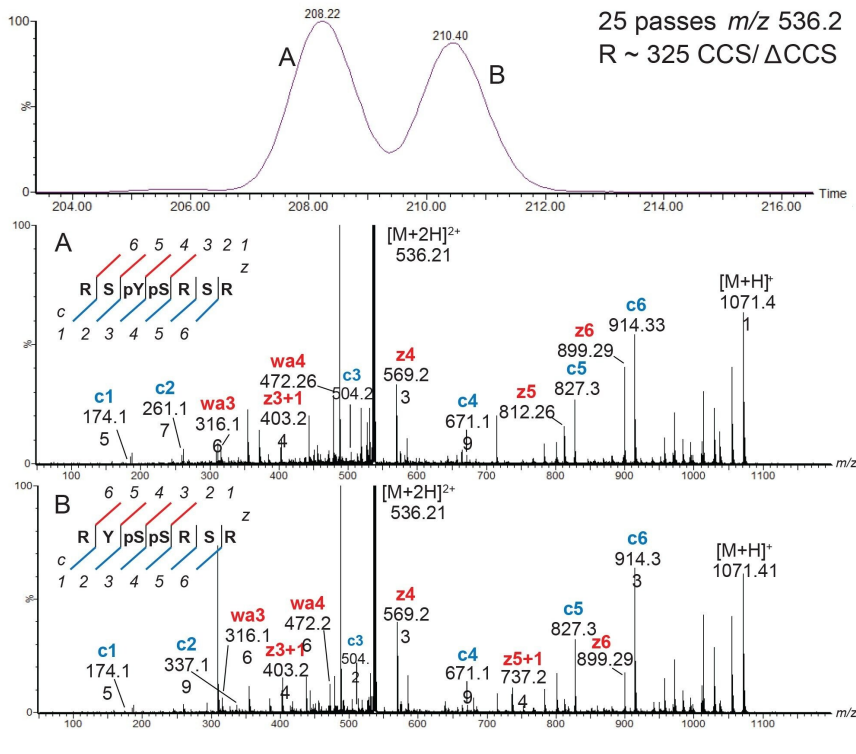 208.22
100
25 passes m/z 536.2
R ~ 325 CCS/ ΔCCS
210.40
A
B
%
0
Time
204.00 206.00 208.00 210.00 212.00 214.00 216.00
100
A
[M+2H]2+
536.21
6 5 4 3 2 1
z
R S pY pS R S R
c
1 2 3 4 5 6
[M+H]+
1071.4
1
c6
914.33
z6
899.29
wa4
472.26
c3
504.2
z4
569.2
3
c5
827.3
%
c1
174.1
5
c2
261.1
7
wa3
316.1
6
z3+1
403.2
4
c4
671.1
9
z5
812.26
0
100 200 300 400 500 600 700 800 900 1000 1100
m/z
100
B
[M+2H]2+
536.21
6 5 4 3 2 1
z
R Y pS pS R S R
c
1 2 3 4 5 6
c6
914.3
3
[M+H]+
1071.41
%
wa3
316.1
6
wa4
472.2
6
z4
569.2
3
c5
827.3
c1
174.1
5
c2
337.1
9
z3+1
403.2
4
c3
504.
2
c4
671.1
9
z5+1
737.2
4
z6
899.29
0
100 200 300 400 500 600 700 800 900 1000 1100
m/z